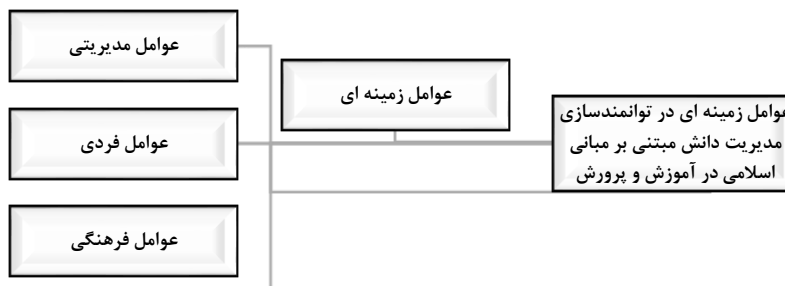 عوامل مدیریتی
عوامل زمینه ای
عوامل زمینه ای در توانمندسازی
مدیریت دانش مبتنی بر مبانی
اسلامی در آموزش و پرورش
عوامل فردی
عوامل فرهنگی